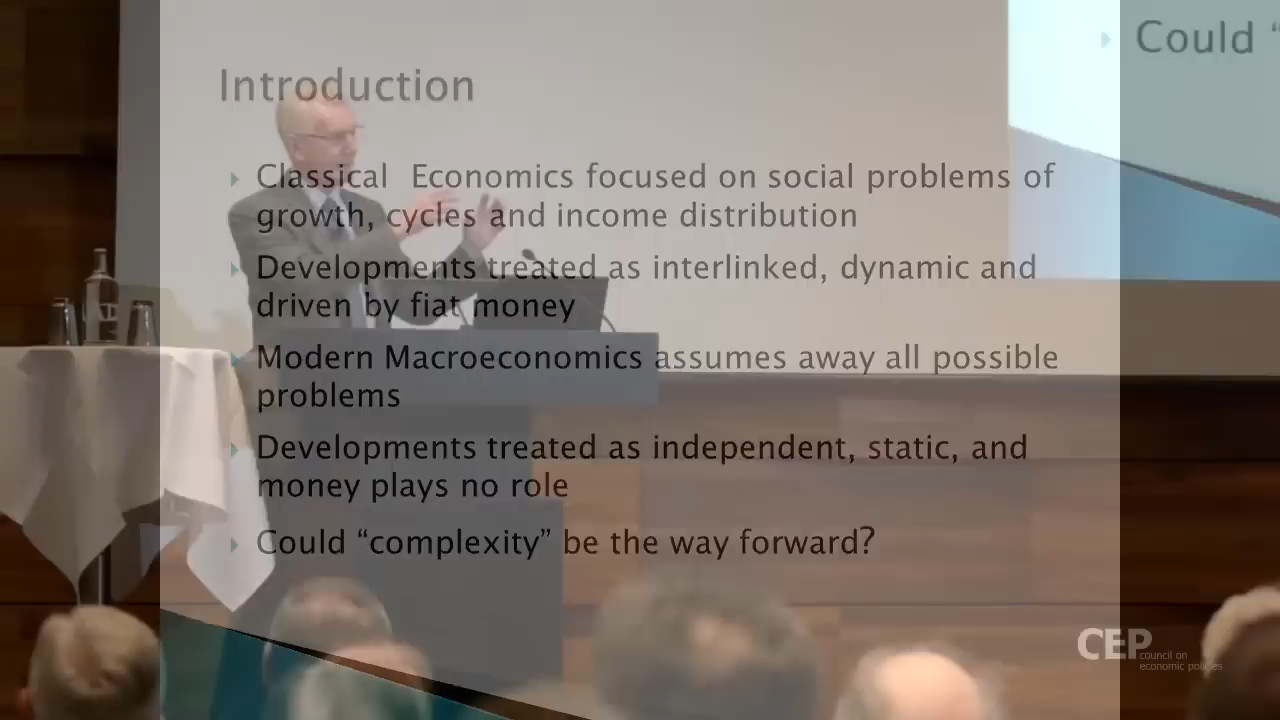 Could “
Introduction
Classical Economics focused on social problems of
growth, cycles and income distribution
Developments treated as interlinked, dynamic and
driven by fiat money
Modern Macroeconomics assumes away all possible
problems
Developments treated as independent, static, and
money plays no role
Could “complexity” be the way forward?
CEP council on
economic policies